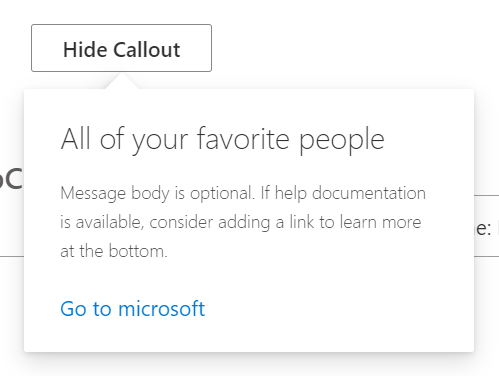 Hide Callout
All of your favorite people
Message body is optional. If help documentation
is available, consider adding a link to learn more
at the bottom.
Go to microsoft